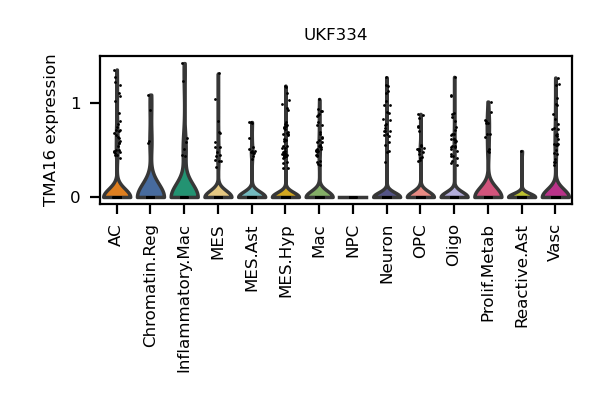 UKF334
TMA16 expression
1
0
AC
Chromatin.Reg
Inflammatory.Mac
MES
MES.Ast
MES.Hyp
Mac
NPC
Neuron
OPC
Oligo
Prolif.Metab
Reactive.Ast
Vasc